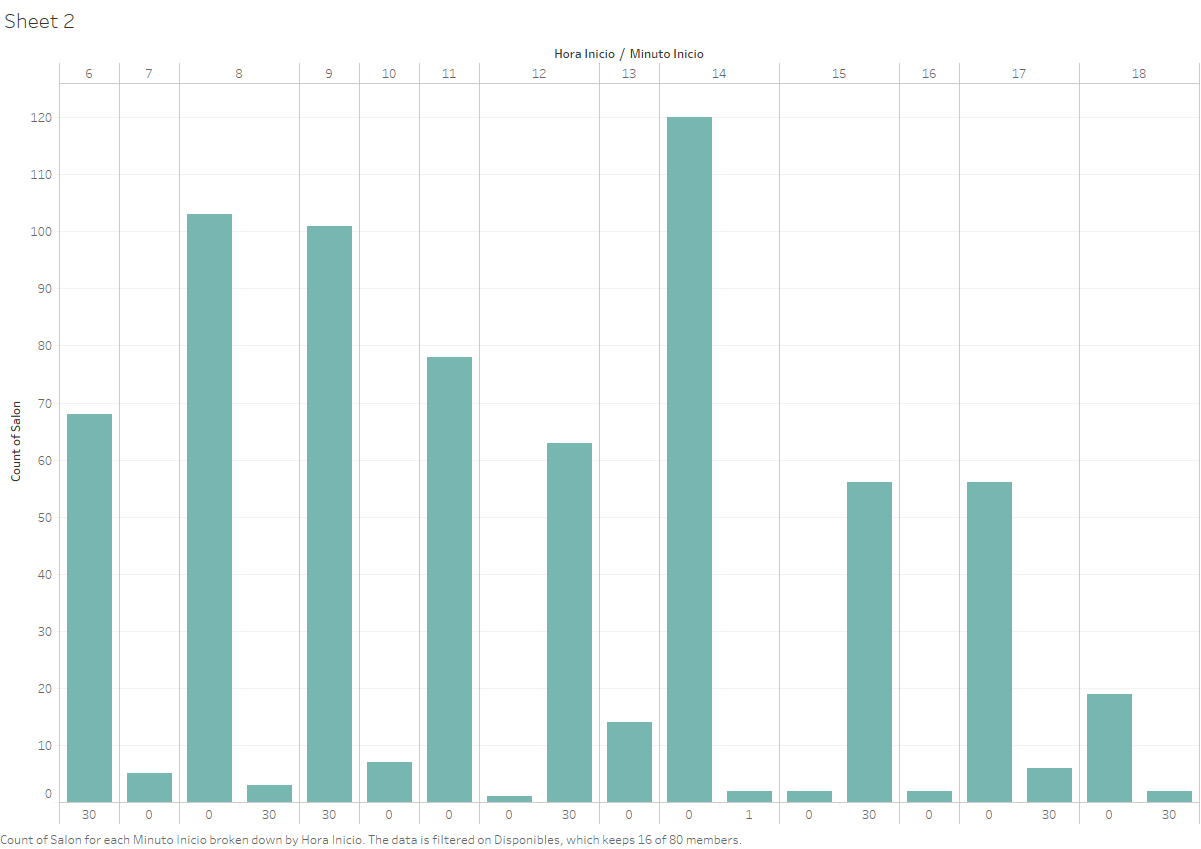 Sheet 2
Hora Inicio / Minuto Inicio
6 7 8 9 10 11 12 13 14 15 16 17 18
120
110
100
90
80
70
60
50
40
30
20
10
0
Count of Salon
30 0 0 30 30 0 0 0 30 0 0 1 0 30 0 0 30 0 30
Count of Salon for each Minuto Inicio broken down by Hora Inicio. The data is filtered on Disponibles, which keeps 16 of 80 members.